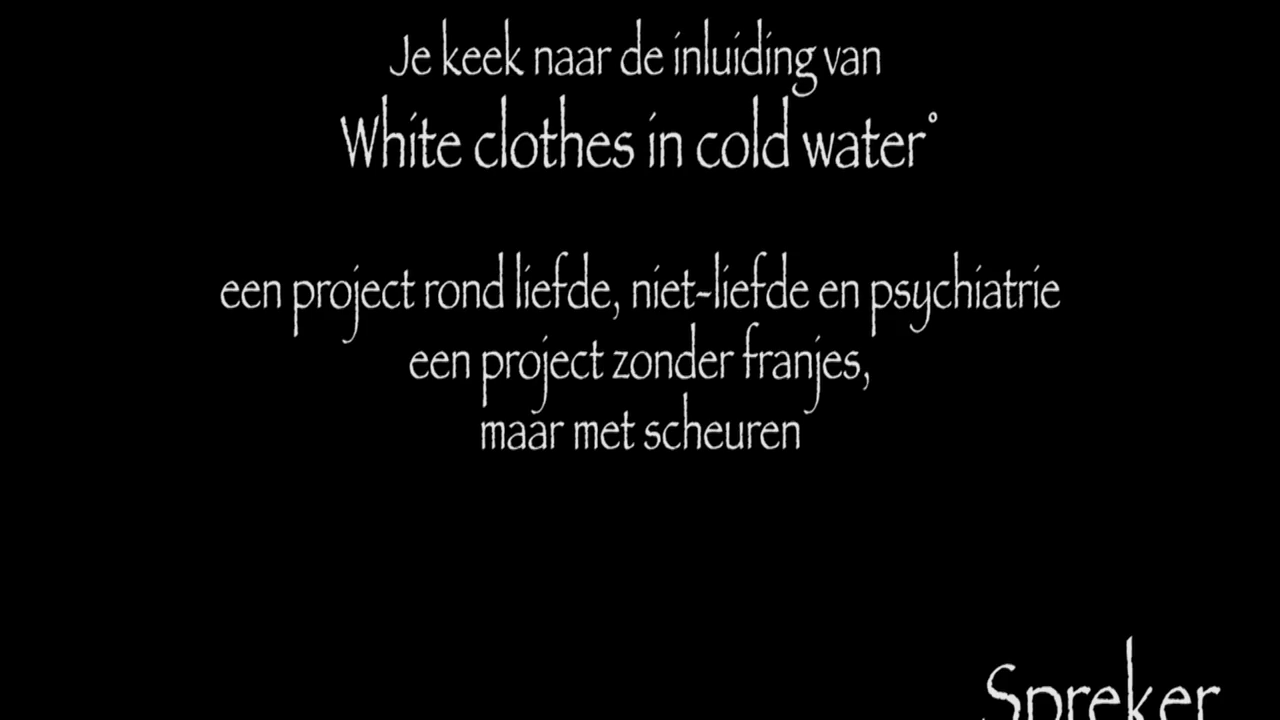 Je keek naar de inluiding van
White clothes in cold water°
een project rond liefde, niet-liefde en psychiatrie
een project zonder franjes,
maar met scheuren
Spreker